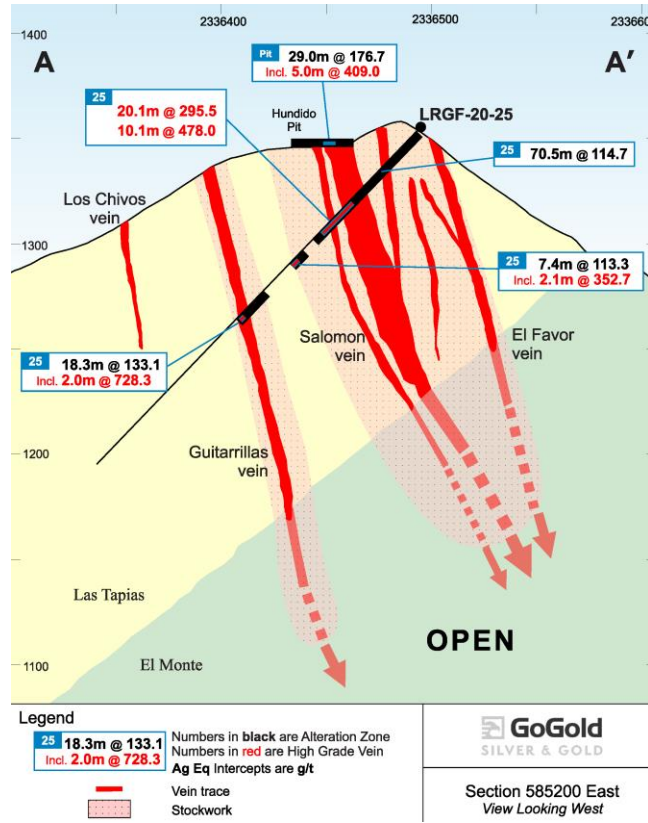 2336400
2336500
2336600
1400
A
A'
Pit 29.0m @ 176.7
Incl. 5.0m @ 409.0
25
20.1m @ 295.5
10.1m @ 478.0
Hundido
Pit
LRGF-20-25
25 70.5m @ 114.7
Los Chivos
vein
1300
25 7.4m @ 113.3
Incl. 2.1m @ 352.7
Salomon
vein
El Favor
vein
25 18.3m @ 133.1
Incl. 2.0m @ 728.3
1200
Guitarrillas
vein
Las Tapias
OPEN
1100
El Monte
Legend
25 18.3m @ 133.1
Incl. 2.0m @ 728.3
Numbers in black are Alteration Zone
Numbers in red are High Grade Vein
Ag Eq Intercepts are g/t
Vein trace
Stockwork
GoGold
SILVER & GOLD
Section 585200 East
View Looking West